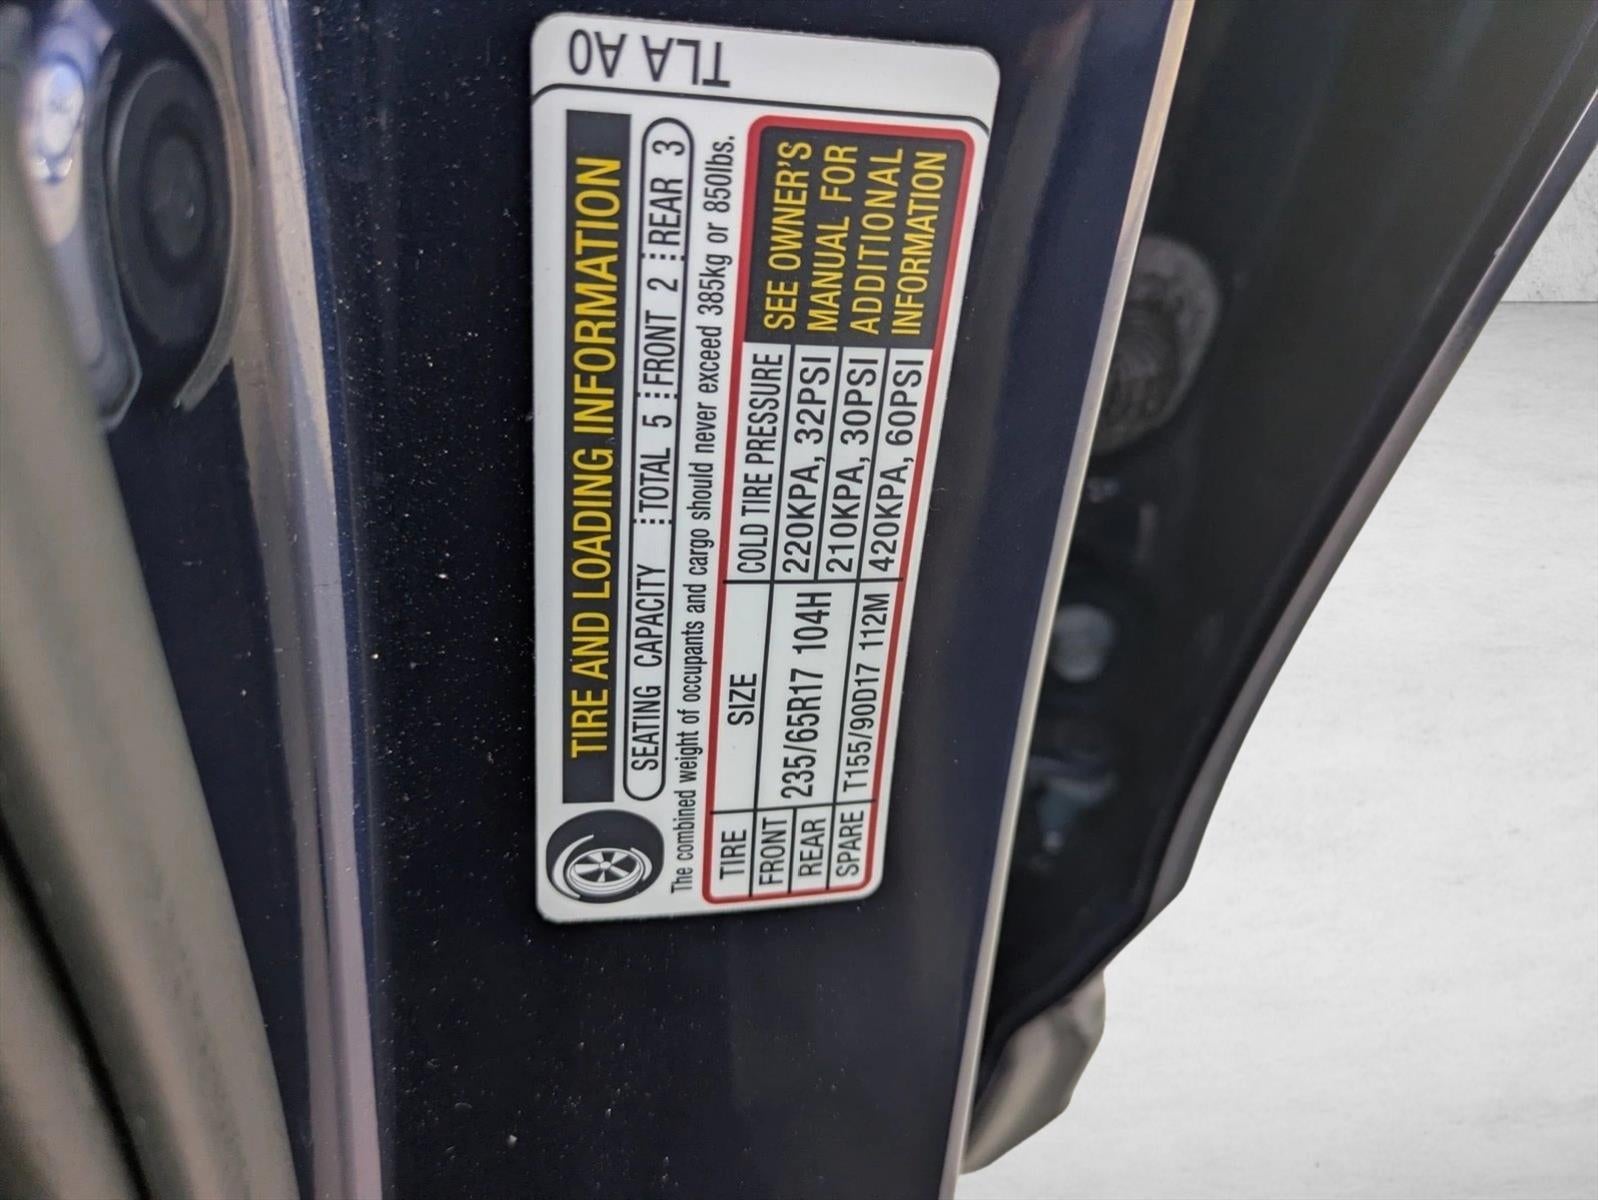 TLA A0
TIRE AND LOADING INFORMATION
SEATING CAPACITY TOTAL 5 FRONT 2 REAR 3
The combined weight of occupants and cargo should never exceed 385kg or 850lbs.
TIRE SIZE COLD TIRE PRESSURE
FRONT 235/65R17 104H 220KPA, 32PSI
REAR 210KPA, 30PSI
SPARE T155/90D17 112M 420KPA, 60PSI
SEE OWNER'S
MANUAL FOR
ADDITIONAL
INFORMATION